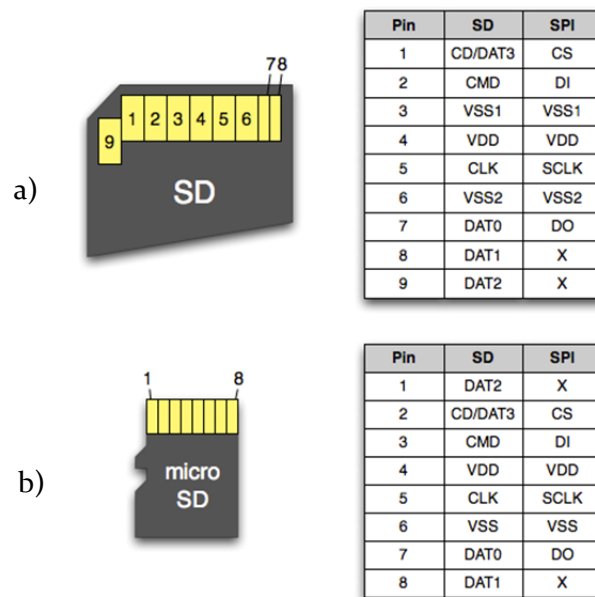 a)
78
1 2 3 4 5 6
9
SD
Pin SD SPI
1 CD/DAT3 CS
2 CMD DI
3 VSS1 VSS1
4 VDD VDD
5 CLK SCLK
6 VSS2 VSS2
7 DAT0 DO
8 DAT1 X
9 DAT2 X
b)
1 8
micro
SD
Pin SD SPI
1 DAT2 X
2 CD/DAT3 CS
3 CMD DI
4 VDD VDD
5 CLK SCLK
6 VSS VSS
7 DAT0 DO
8 DAT1 X